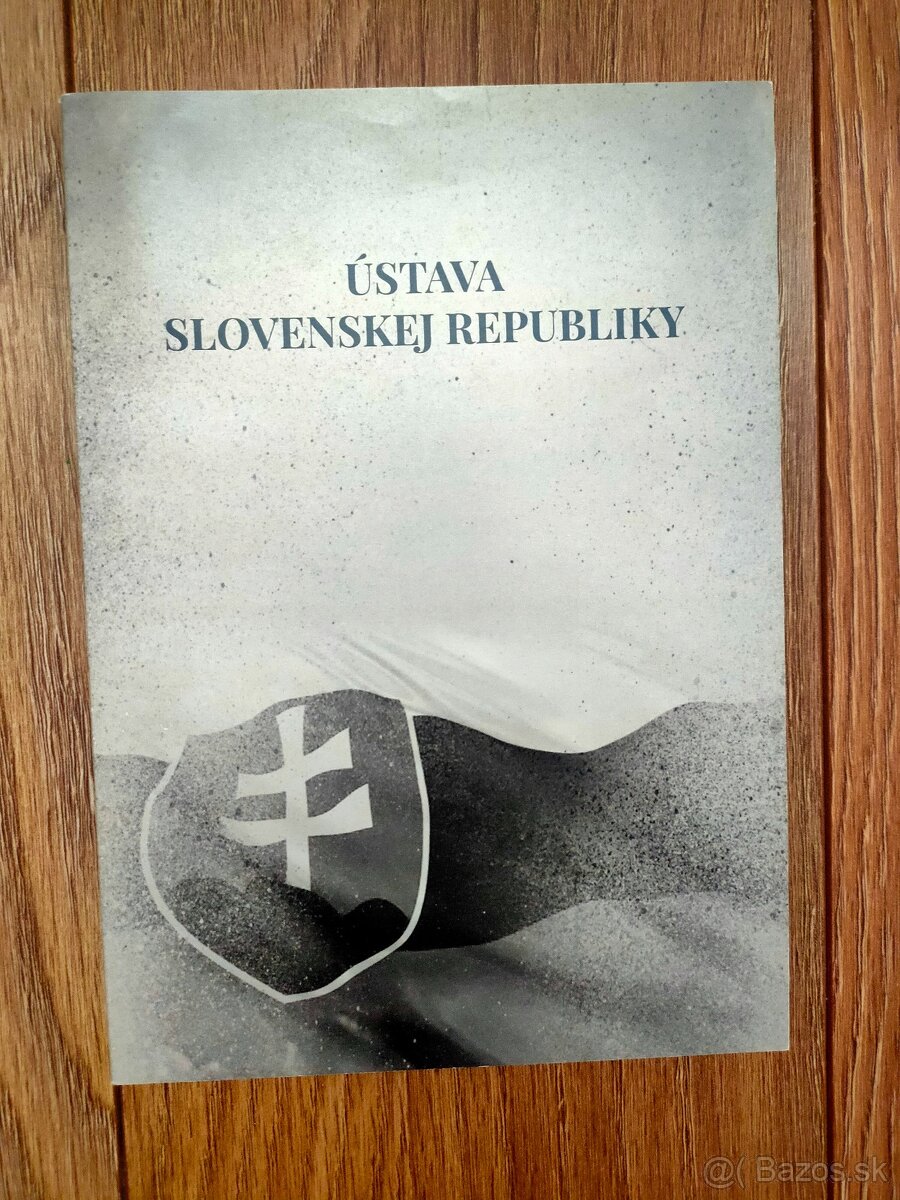 ÚSTAVA
SLOVENSKEJ REPUBLIKY
@( Bazos.sk